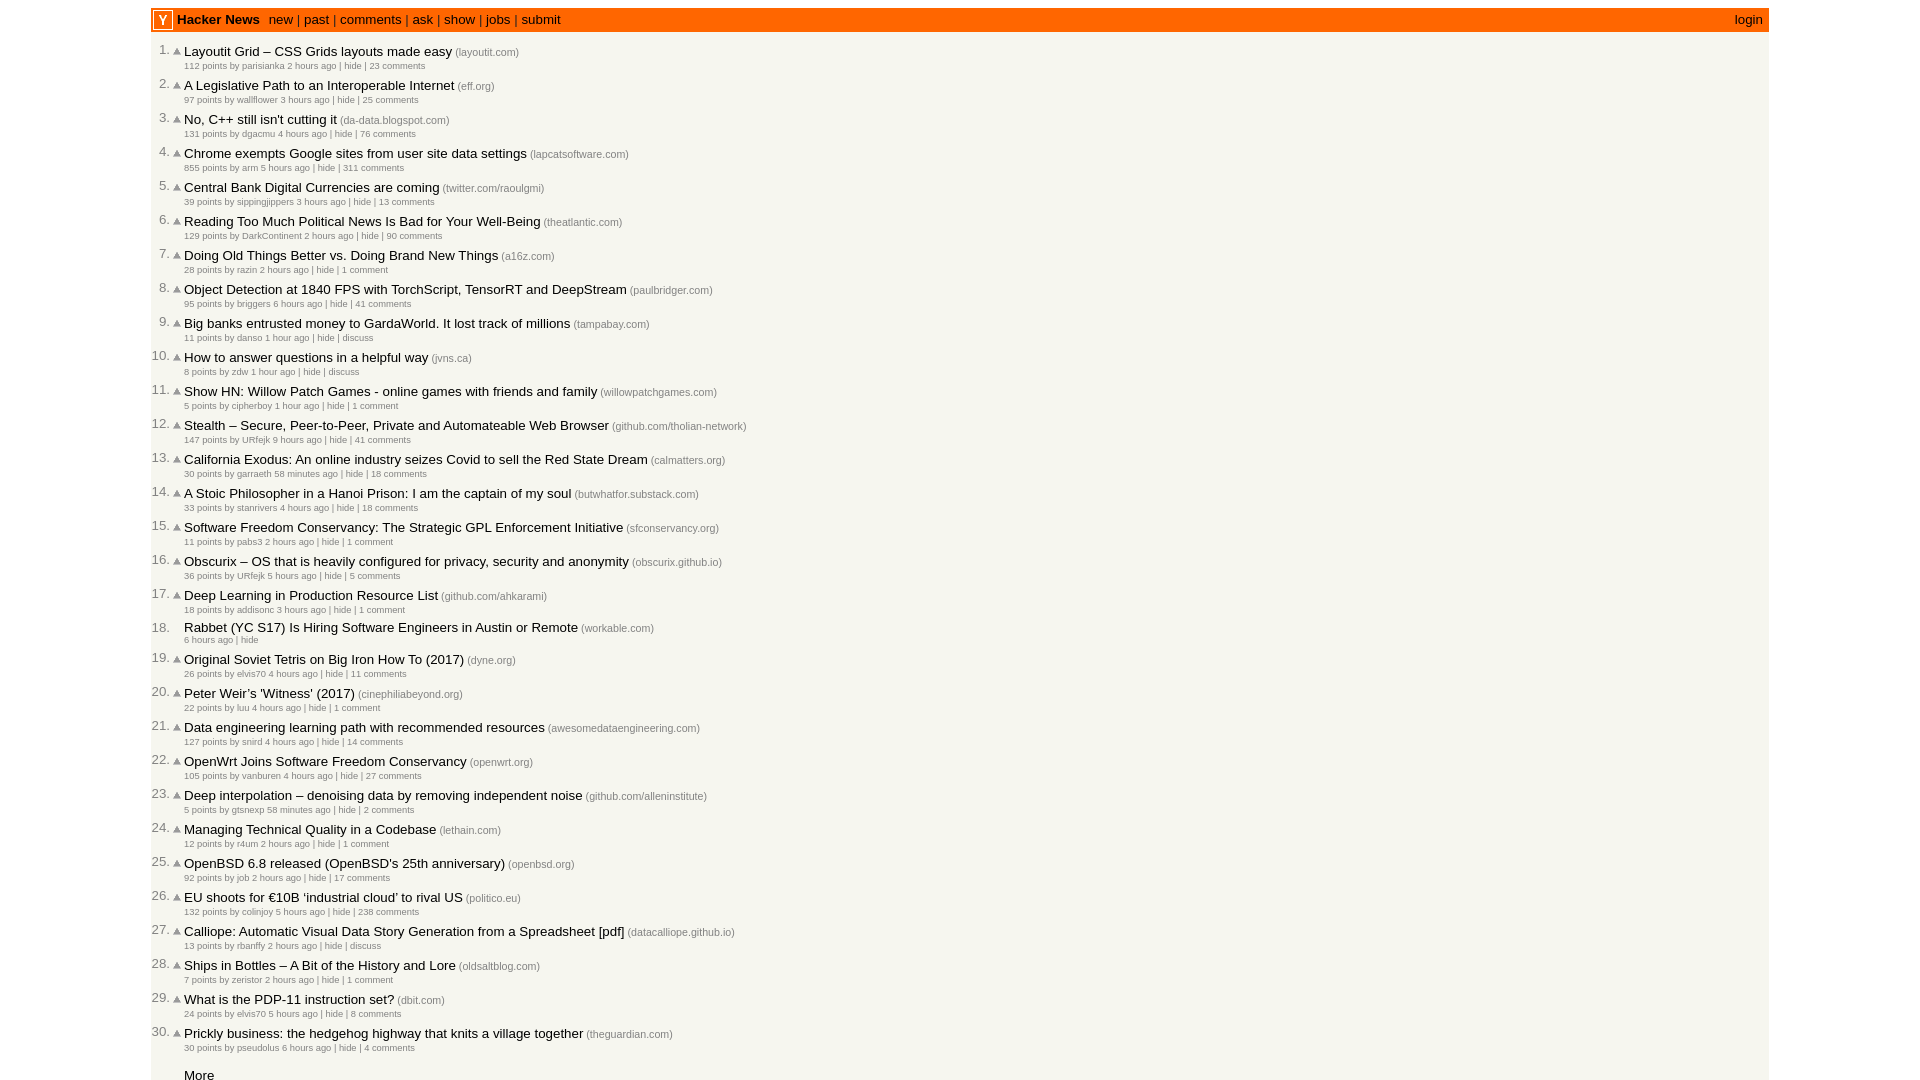 Y Hacker News new | past | comments | ask | show | jobs | submit login
1. Layoutit Grid – CSS Grids layouts made easy (layoutit.com)
112 points by parisianka 2 hours ago | hide | 23 comments
2. A Legislative Path to an Interoperable Internet (eff.org)
97 points by wallflower 3 hours ago | hide | 25 comments
3. No, C++ still isn't cutting it (da-data.blogspot.com)
131 points by dgacmu 4 hours ago | hide | 76 comments
4. Chrome exempts Google sites from user site data settings (lapcatsoftware.com)
855 points by arm 5 hours ago | hide | 311 comments
5. Central Bank Digital Currencies are coming (twitter.com/raoulgmi)
39 points by sippingjippers 3 hours ago | hide | 13 comments
6. Reading Too Much Political News Is Bad for Your Well-Being (theatlantic.com)
129 points by DarkContinent 2 hours ago | hide | 90 comments
7. Doing Old Things Better vs. Doing Brand New Things (a16z.com)
28 points by razin 2 hours ago | hide | 1 comment
8. Object Detection at 1840 FPS with TorchScript, TensorRT and DeepStream (paulbridger.com)
95 points by briggers 6 hours ago | hide | 41 comments
9. Big banks entrusted money to GardaWorld. It lost track of millions (tampabay.com)
11 points by danso 1 hour ago | hide | discuss
10. How to answer questions in a helpful way (jvns.ca)
8 points by zdw 1 hour ago | hide | discuss
11. Show HN: Willow Patch Games - online games with friends and family (willowpatchgames.com)
5 points by cipherboy 1 hour ago | hide | 1 comment
12. Stealth – Secure, Peer-to-Peer, Private and Automateable Web Browser (github.com/tholian-network)
147 points by URfejk 9 hours ago | hide | 41 comments
13. California Exodus: An online industry seizes Covid to sell the Red State Dream (calmatters.org)
30 points by garraeth 58 minutes ago | hide | 18 comments
14. A Stoic Philosopher in a Hanoi Prison: I am the captain of my soul (butwhatfor.substack.com)
33 points by stanrivers 4 hours ago | hide | 18 comments
15. Software Freedom Conservancy: The Strategic GPL Enforcement Initiative (sfconservancy.org)
11 points by pabs3 2 hours ago | hide | 1 comment
16. Obscurix – OS that is heavily configured for privacy, security and anonymity (obscurix.github.io)
36 points by URfejk 5 hours ago | hide | 5 comments
17. Deep Learning in Production Resource List (github.com/ahkarami)
18 points by addisonc 3 hours ago | hide | 1 comment
18. Rabbet (YC S17) Is Hiring Software Engineers in Austin or Remote (workable.com)
6 hours ago | hide
19. Original Soviet Tetris on Big Iron How To (2017) (dyne.org)
26 points by elvis70 4 hours ago | hide | 11 comments
20. Peter Weir’s 'Witness' (2017) (cinephiliabeyond.org)
22 points by luu 4 hours ago | hide | 1 comment
21. Data engineering learning path with recommended resources (awesomedataengineering.com)
127 points by snird 4 hours ago | hide | 14 comments
22. OpenWrt Joins Software Freedom Conservancy (openwrt.org)
105 points by vanburen 4 hours ago | hide | 27 comments
23. Deep interpolation – denoising data by removing independent noise (github.com/alleninstitute)
5 points by gtsnexp 58 minutes ago | hide | 2 comments
24. Managing Technical Quality in a Codebase (lethain.com)
12 points by r4um 2 hours ago | hide | 1 comment
25. OpenBSD 6.8 released (OpenBSD's 25th anniversary) (openbsd.org)
92 points by job 2 hours ago | hide | 17 comments
26. EU shoots for €10B ‘industrial cloud’ to rival US (politico.eu)
132 points by colinjoy 5 hours ago | hide | 238 comments
27. Calliope: Automatic Visual Data Story Generation from a Spreadsheet [pdf] (datacalliope.github.io)
13 points by rbanffy 2 hours ago | hide | discuss
28. Ships in Bottles – A Bit of the History and Lore (oldsaltblog.com)
7 points by zeristor 2 hours ago | hide | 1 comment
29. What is the PDP-11 instruction set? (dbit.com)
24 points by elvis70 5 hours ago | hide | 8 comments
30. Prickly business: the hedgehog highway that knits a village together (theguardian.com)
30 points by pseudolus 6 hours ago | hide | 4 comments
More